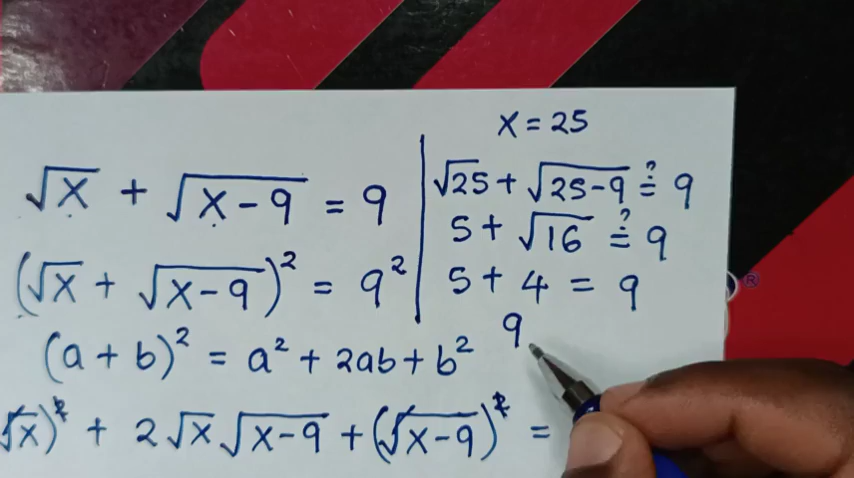 √x + √(x-9) = 9
(√x + √(x-9))² = 9²
(a + b)² = a² + 2ab + b²
√x)² + 2√x√(x-9) + (√(x-9))² =
x = 25
√25 + √(25-9) ≟ 9
5 + √16 ≟ 9
5 + 4 = 9
9
®